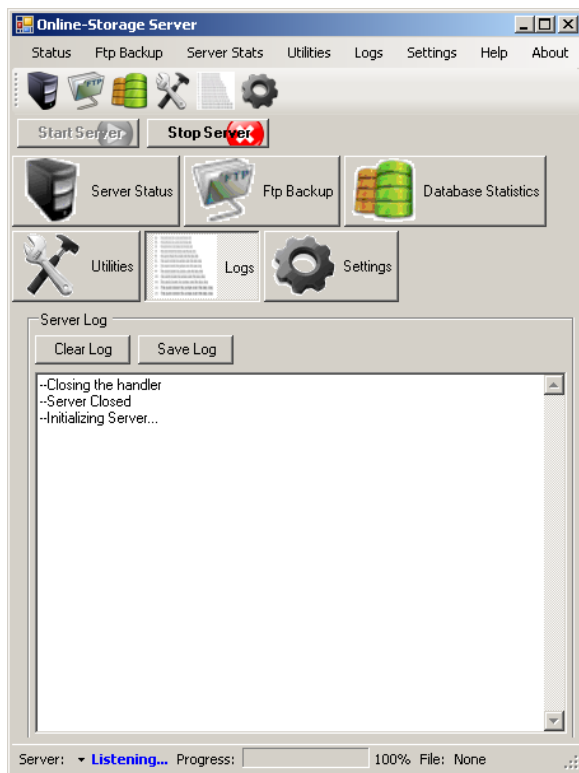 Online-Storage Server
Status Ftp Backup Server Stats Utilities Logs Settings Help About
FTP
Start Server Stop Server
Server Status FTP Ftp Backup Database Statistics
Utilities Logs Settings
Server Log
Clear Log Save Log
--Closing the handler
--Server Closed
--Initializing Server...
Server: Listening... Progress: 100% File: None